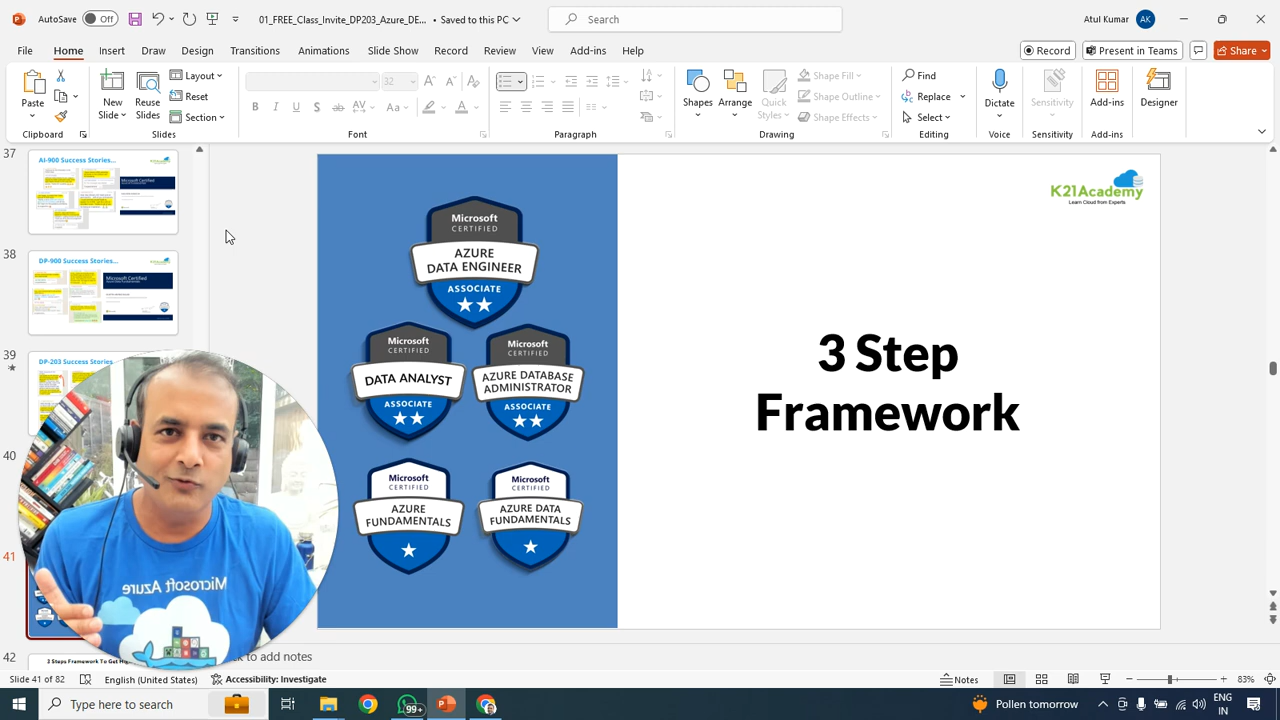 AutoSave Off 01_FREE_Class_Invite_DP203_Azure_DE... • Saved to this PC Search Atul Kumar AK
File Home Insert Draw Design Transitions Animations Slide Show Record Review View Add-ins Help Record Present in Teams Share
Paste New Slide Reuse Slides Layout Reset Section 32 Shapes Arrange Quick Styles Shape Fill Shape Outline Shape Effects Find Replace Select Dictate Sensitivity Add-ins Designer
Clipboard Slides Font Paragraph Drawing Editing Voice Sensitivity Add-ins
37
AI-900 Success Stories...
38
DP-900 Success Stories...
39
DP-203 Success Stories
40
41
42
3 Steps Framework To Get Hi
Microsoft
CERTIFIED
AZURE
DATA ENGINEER
ASSOCIATE
Microsoft
CERTIFIED
DATA ANALYST
ASSOCIATE
Microsoft
CERTIFIED
AZURE DATABASE
ADMINISTRATOR
ASSOCIATE
Microsoft
CERTIFIED
AZURE
FUNDAMENTALS
Microsoft
CERTIFIED
AZURE DATA
FUNDAMENTALS
K21Academy
Learn Cloud from Experts
3 Step
Framework
Microsoft Azure
to add notes
Slide 41 of 82 English (United States) Accessibility: Investigate Notes 83%
Type here to search 99+ Pollen tomorrow ENG
IN